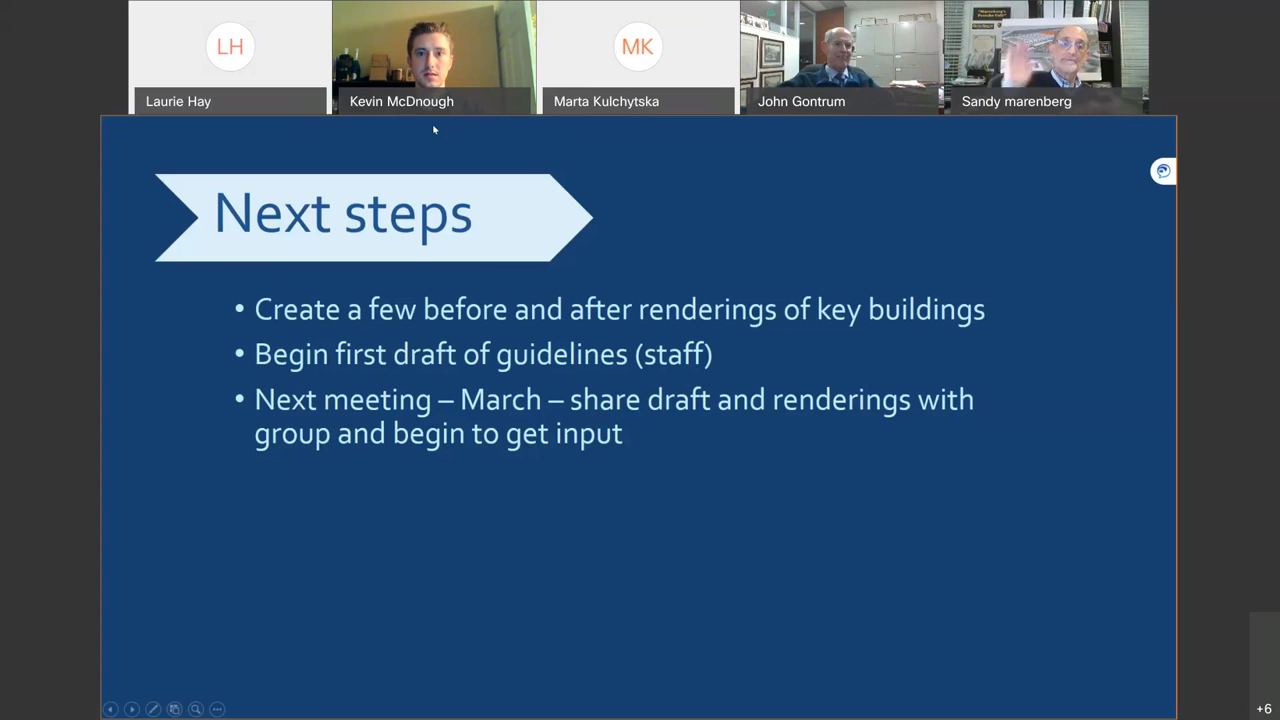 LH
MK
Laurie Hay
Kevin McDnough
Marta Kulchytska
John Gontrum
Sandy marenberg
Next steps
• Create a few before and after renderings of key buildings
• Begin first draft of guidelines (staff)
• Next meeting – March – share draft and renderings with
group and begin to get input
+6